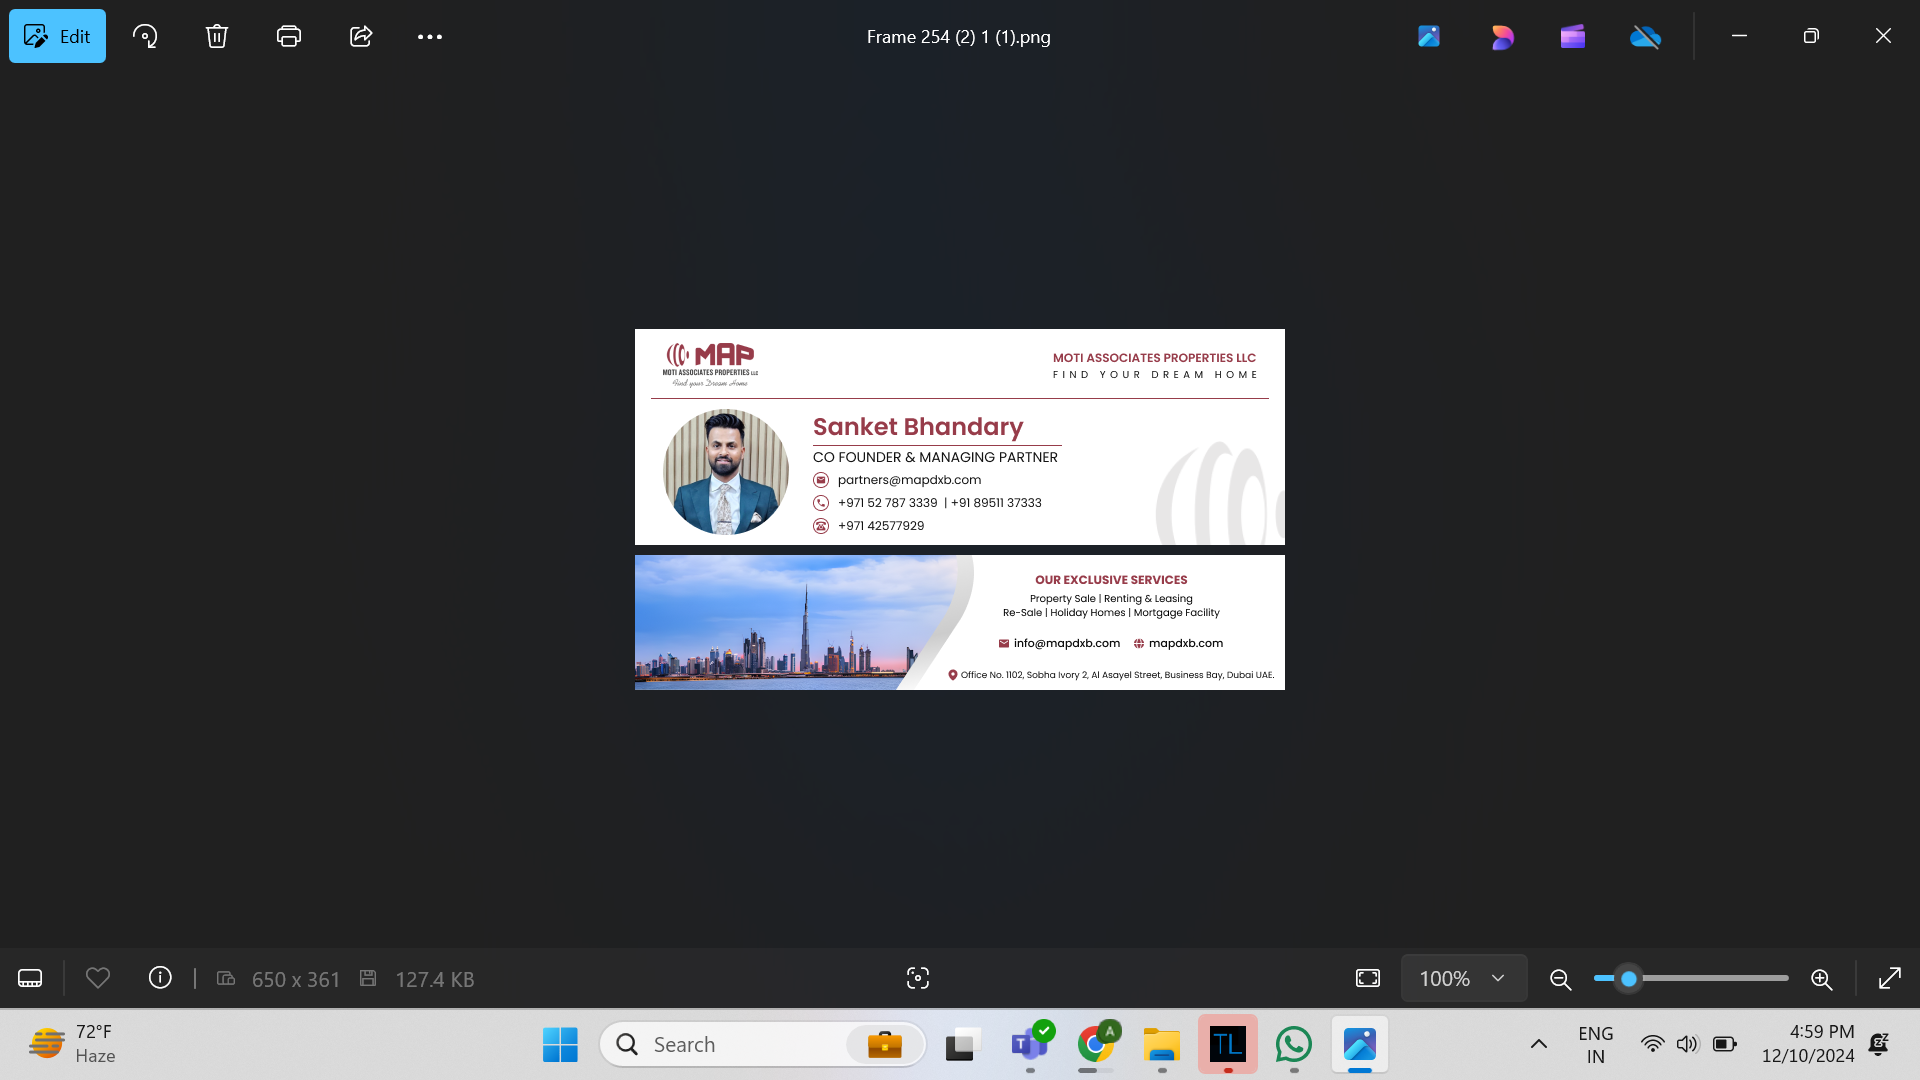 Edit
Frame 254 (2) 1 (1).png
MAP
MOTI ASSOCIATES PROPERTIES LLC
Find your Dream Home
MOTI ASSOCIATES PROPERTIES LLC
FIND YOUR DREAM HOME
Sanket Bhandary
CO FOUNDER & MANAGING PARTNER
partners@mapdxb.com
+971 52 787 3339 | +91 89511 37333
+971 42577929
OUR EXCLUSIVE SERVICES
Property Sale | Renting & Leasing
Re-Sale | Holiday Homes | Mortgage Facility
info@mapdxb.com mapdxb.com
Office No. 1102, Sobha Ivory 2, Al Asayel Street, Business Bay, Dubai UAE.
650 x 361 127.4 KB
100%
72°F
Haze
Search
T
A
TL
ENG
IN
4:59 PM
12/10/2024